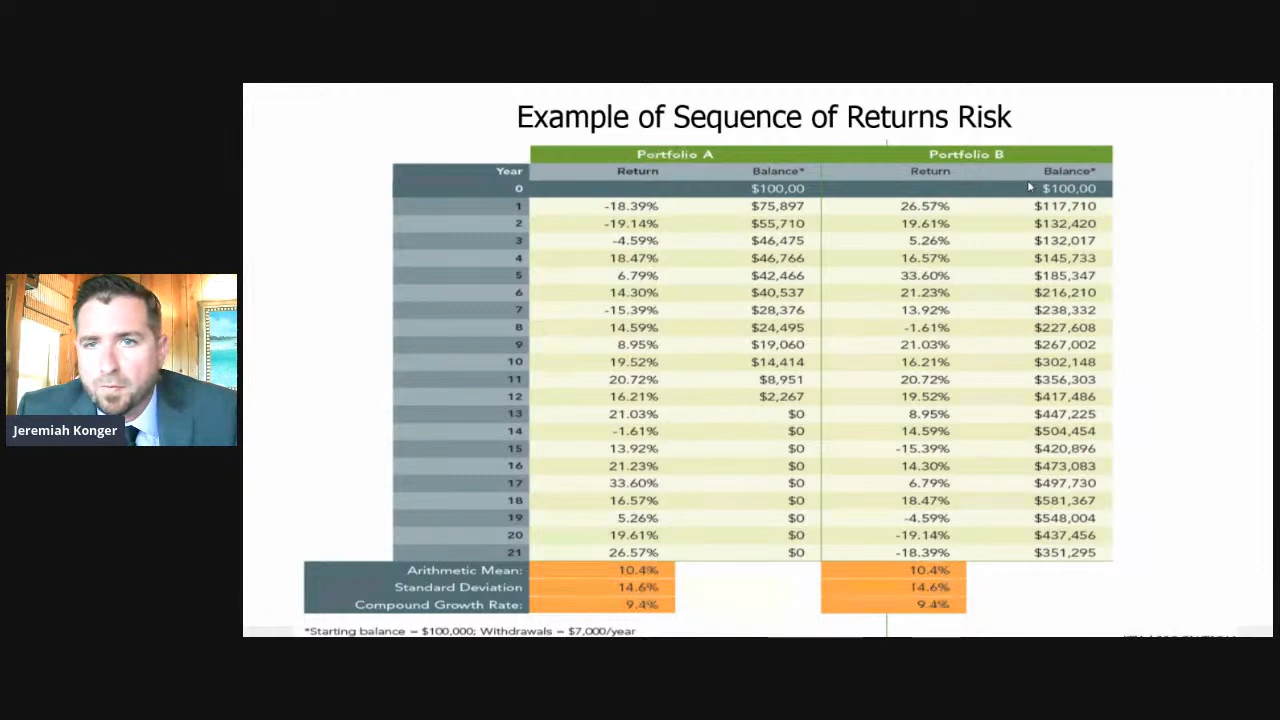 Example of Sequence of Returns Risk
Portfolio A Portfolio B
Year Return Balance* Return Balance*
0 $100,00 $100,00
1 -18.39% $75,897 26.57% $117,710
2 -19.14% $55,710 19.61% $132,420
3 -4.59% $46,475 5.26% $132,017
4 18.47% $46,766 16.57% $145,733
5 6.79% $42,466 33.60% $185,347
6 14.30% $40,537 21.23% $216,210
7 -15.39% $28,376 13.92% $238,332
8 14.59% $24,495 -1.61% $227,608
9 8.95% $19,060 21.03% $267,002
10 19.52% $14,414 16.21% $302,148
11 20.72% $8,951 20.72% $356,303
12 16.21% $2,267 19.52% $417,486
13 21.03% $0 8.95% $447,225
14 -1.61% $0 14.59% $504,454
15 13.92% $0 -15.39% $420,896
16 21.23% $0 14.30% $473,083
17 33.60% $0 6.79% $497,730
18 16.57% $0 18.47% $581,367
19 5.26% $0 -4.59% $548,004
20 19.61% $0 -19.14% $437,456
21 26.57% $0 -18.39% $351,295
Arithmetic Mean: 10.4% 10.4%
Standard Deviation 14.6% 14.6%
Compound Growth Rate: 9.4% 9.4%
*Starting balance = $100,000; Withdrawals = $7,000/year
Jeremiah Konger